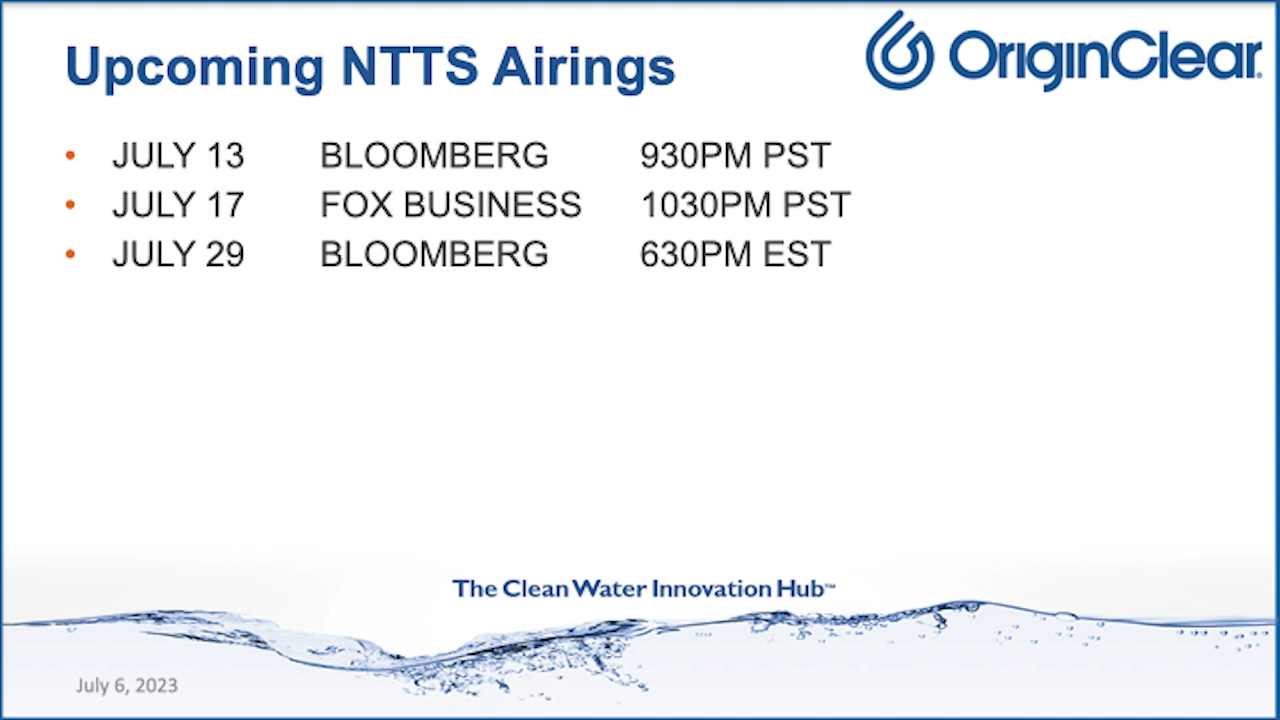 Upcoming NTTS Airings
OriginClear®
• JULY 13 BLOOMBERG 930PM PST
• JULY 17 FOX BUSINESS 1030PM PST
• JULY 29 BLOOMBERG 630PM EST
The Clean Water Innovation Hub™
July 6, 2023